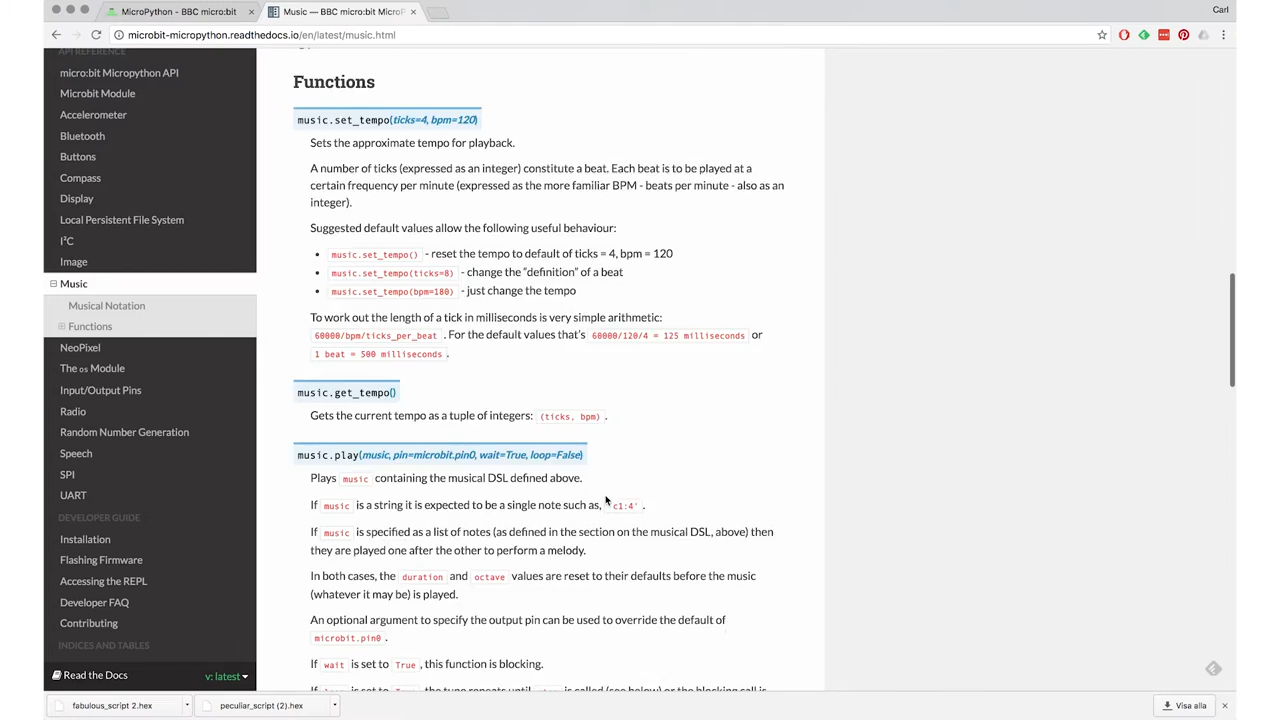 MicroPython - BBC micro:bit
Music — BBC micro:bit MicroP
Carl
microbit-micropython.readthedocs.io/en/latest/music.html
API REFERENCE
micro:bit Micropython API
Microbit Module
Accelerometer
Bluetooth
Buttons
Compass
Display
Local Persistent File System
I²C
Image
Music
Musical Notation
Functions
NeoPixel
The os Module
Input/Output Pins
Radio
Random Number Generation
Speech
SPI
UART
DEVELOPER GUIDE
Installation
Flashing Firmware
Accessing the REPL
Developer FAQ
Contributing
INDICES AND TABLES
Read the Docs
v: latest
Functions
music.set_tempo(ticks=4, bpm=120)
Sets the approximate tempo for playback.
A number of ticks (expressed as an integer) constitute a beat. Each beat is to be played at a
certain frequency per minute (expressed as the more familiar BPM - beats per minute - also as an
integer).
Suggested default values allow the following useful behaviour:
• music.set_tempo() - reset the tempo to default of ticks = 4, bpm = 120
• music.set_tempo(ticks=8) - change the “definition” of a beat
• music.set_tempo(bpm=180) - just change the tempo
To work out the length of a tick in milliseconds is very simple arithmetic:
60000/bpm/ticks_per_beat . For the default values that’s 60000/120/4 = 125 milliseconds or
1 beat = 500 milliseconds .
music.get_tempo()
Gets the current tempo as a tuple of integers: (ticks, bpm) .
music.play(music, pin=microbit.pin0, wait=True, loop=False)
Plays music containing the musical DSL defined above.
If music is a string it is expected to be a single note such as, c1:4' .
If music is specified as a list of notes (as defined in the section on the musical DSL, above) then
they are played one after the other to perform a melody.
In both cases, the duration and octave values are reset to their defaults before the music
(whatever it may be) is played.
An optional argument to specify the output pin can be used to override the default of
microbit.pin0 .
If wait is set to True , this function is blocking.
fabulous_script 2.hex
peculiar_script (2).hex
Visa alla